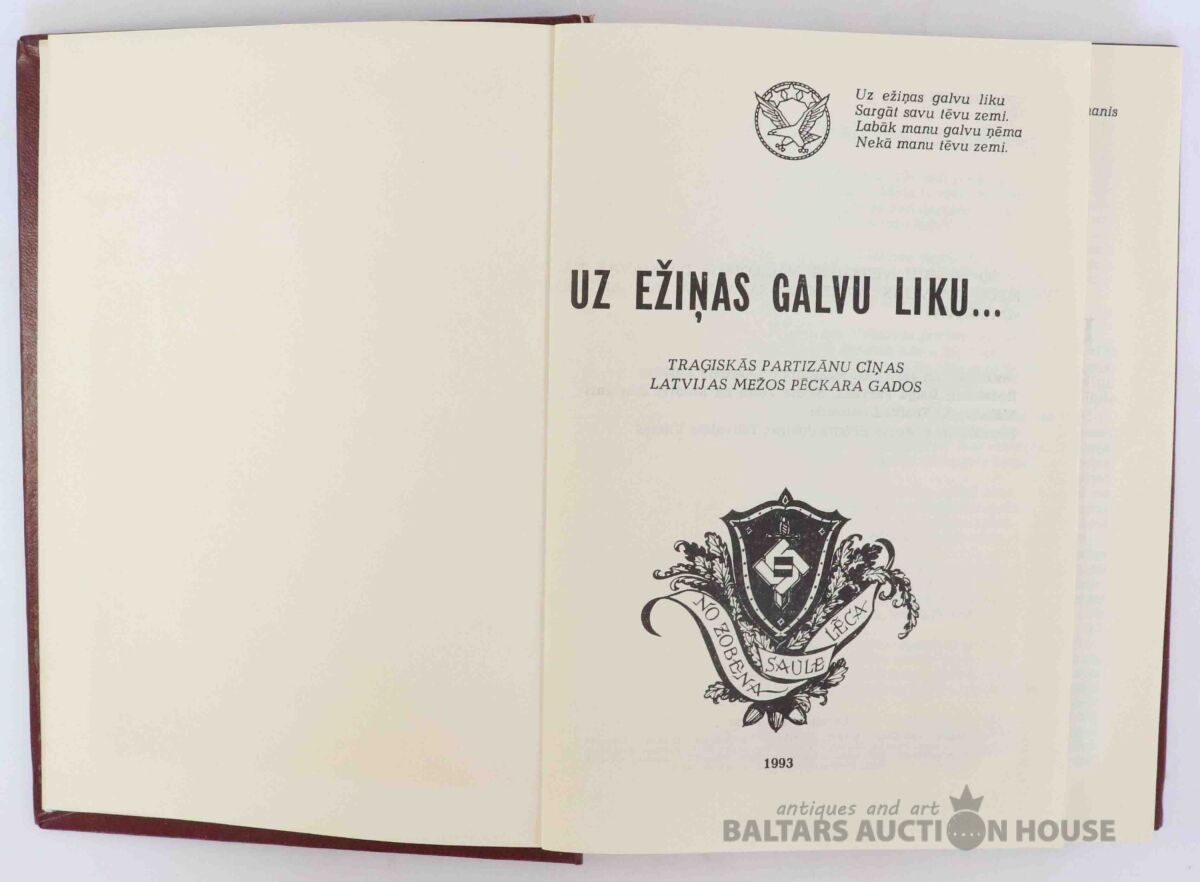 Uz ežiņas galvu liku
Sargāt savu tēvu zemi.
Labāk manu galvu ņēma
Nekā manu tēvu zemi.
anis
UZ EŽIŅAS GALVU LIKU...
TRAĢISKĀS PARTIZĀNU CĪŅAS
LATVIJAS MEŽOS PĒCKARA GADOS
NO ZOBENA SAULE LĒCA
1993
antiques and art
BALTARS AUCTION HOUSE